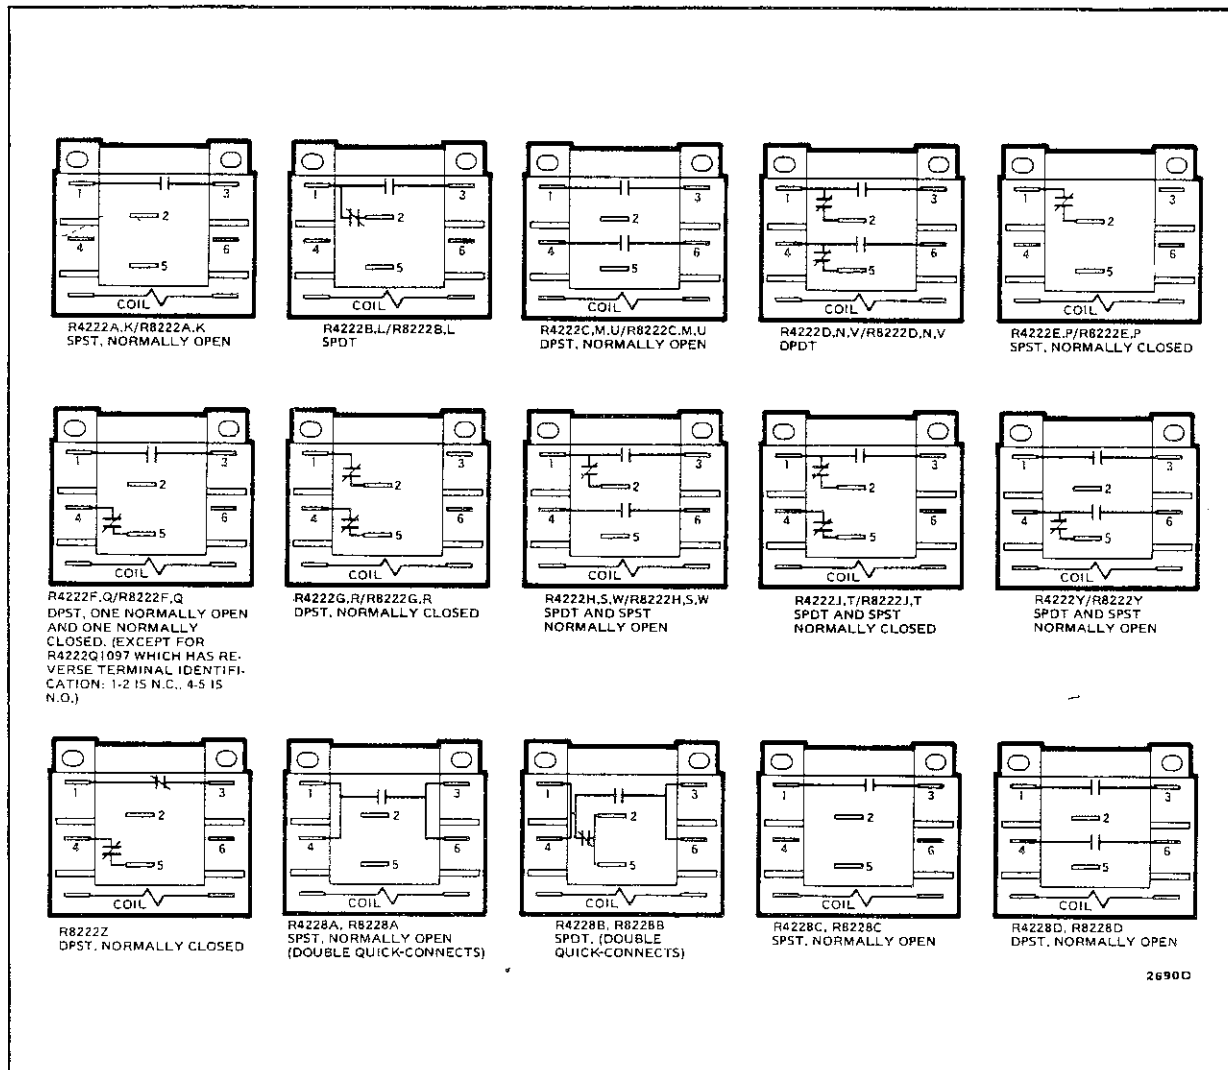 1 3
2
4 6
5
COIL
R4222A,K/R8222A,K
SPST, NORMALLY OPEN
1 3
2
4 6
5
COIL
R4222B,L/R8222B,L
SPDT
1 3
2
4 6
5
COIL
R4222C,M,U/R8222C,M,U
DPST, NORMALLY OPEN
1 3
2
4 6
5
COIL
R4222D,N,V/R8222D,N,V
DPDT
1 3
2
4 6
5
COIL
R4222E,P/R8222E,P
SPST, NORMALLY CLOSED
1 3
2
4 6
5
COIL
R4222F,Q/R8222F,Q
DPST, ONE NORMALLY OPEN
AND ONE NORMALLY
CLOSED. (EXCEPT FOR
R4222Q1097 WHICH HAS RE-
VERSE TERMINAL IDENTIFI-
CATION: 1-2 IS N.C., 4-5 IS
N.O.)
1 3
2
4 6
5
COIL
R4222G,R/R8222G,R
DPST, NORMALLY CLOSED
1 3
2
4 6
5
COIL
R4222H,S,W/R8222H,S,W
SPDT AND SPST
NORMALLY OPEN
1 3
2
4 6
5
COIL
R4222J,T/R8222J,T
SPDT AND SPST
NORMALLY CLOSED
1 3
2
4 6
5
COIL
R4222Y/R8222Y
SPDT AND SPST
NORMALLY OPEN
1 3
2
4 6
5
COIL
R8222Z
DPST, NORMALLY CLOSED
1 3
2
4 6
5
COIL
R4228A, R8228A
SPST, NORMALLY OPEN
(DOUBLE QUICK-CONNECTS)
1 3
2
4 6
5
COIL
R4228B, R8228B
SPDT, (DOUBLE
QUICK-CONNECTS)
1 3
2
4 6
5
COIL
R4228C, R8228C
SPST, NORMALLY OPEN
1 3
2
4 6
5
COIL
R4228D, R8228D
DPST, NORMALLY OPEN
2690D